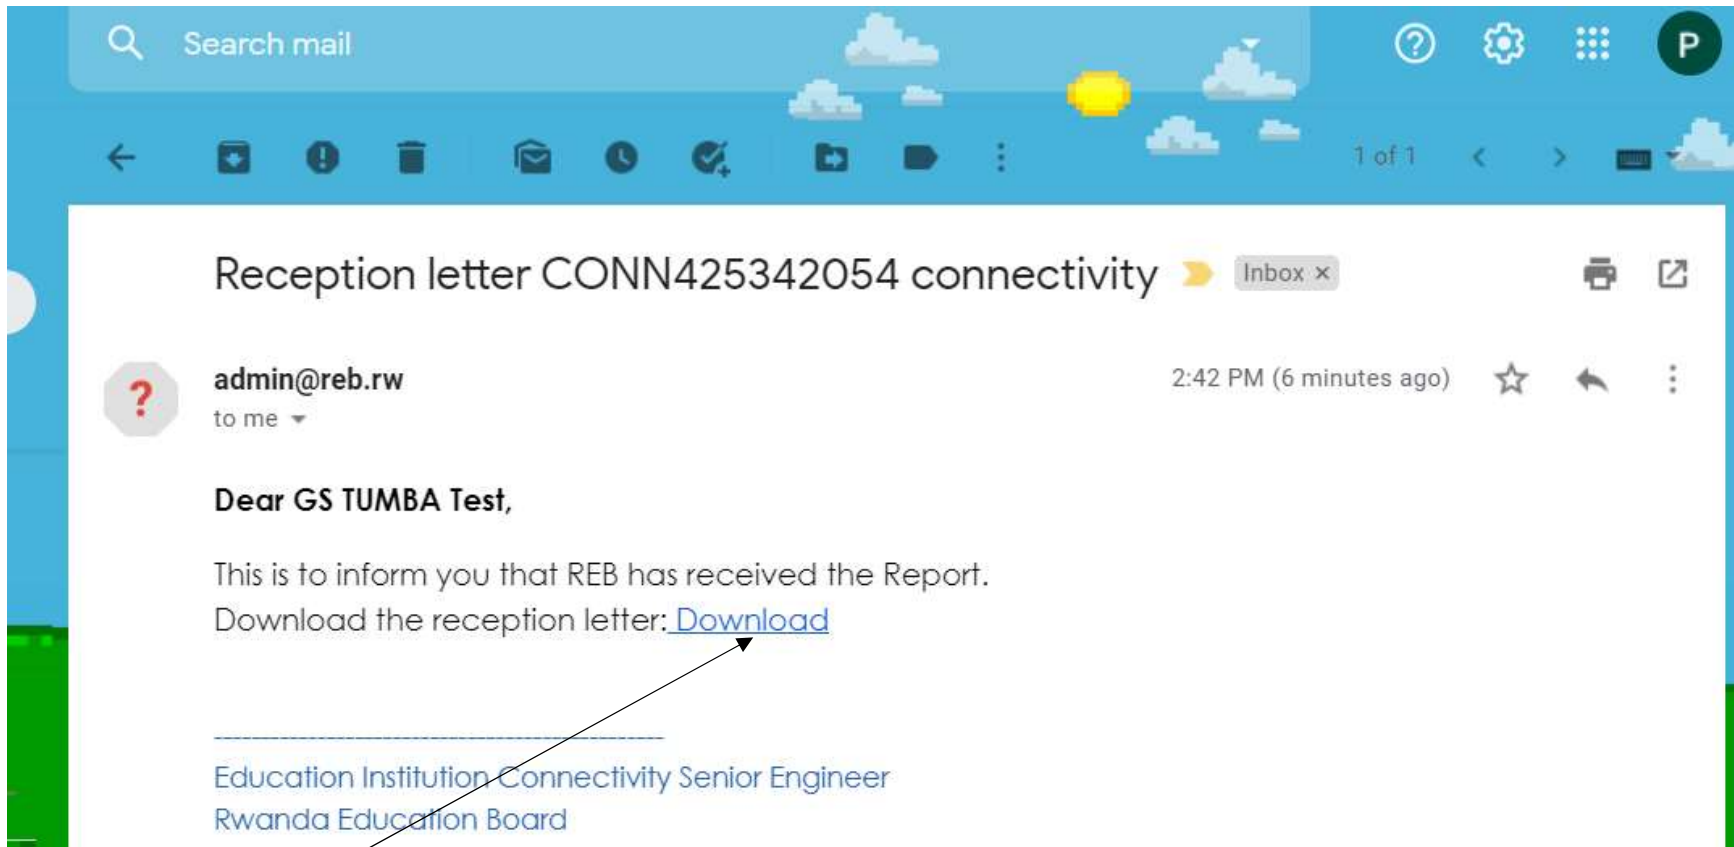 Search mail
P
1 of 1
Reception letter CONN425342054 connectivity Inbox ×
?
admin@reb.rw 2:42 PM (6 minutes ago)
to me
Dear GS TUMBA Test,
This is to inform you that REB has received the Report.
Download the reception letter: Download
------------------------------------------------
Education Institution Connectivity Senior Engineer
Rwanda Education Board